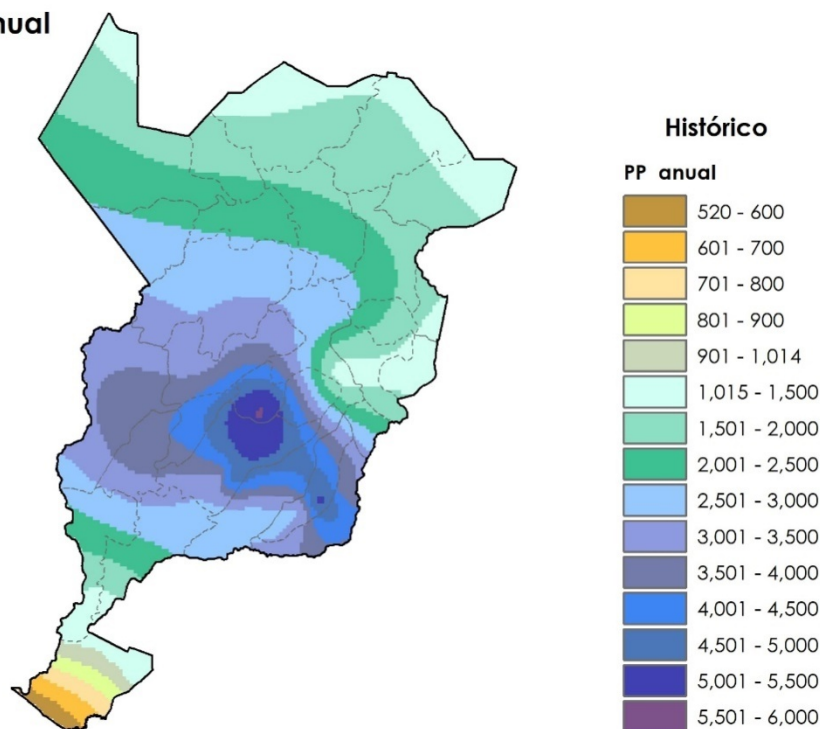 nual
Histórico
PP anual
520 - 600
601 - 700
701 - 800
801 - 900
901 - 1,014
1,015 - 1,500
1,501 - 2,000
2,001 - 2,500
2,501 - 3,000
3,001 - 3,500
3,501 - 4,000
4,001 - 4,500
4,501 - 5,000
5,001 - 5,500
5,501 - 6,000